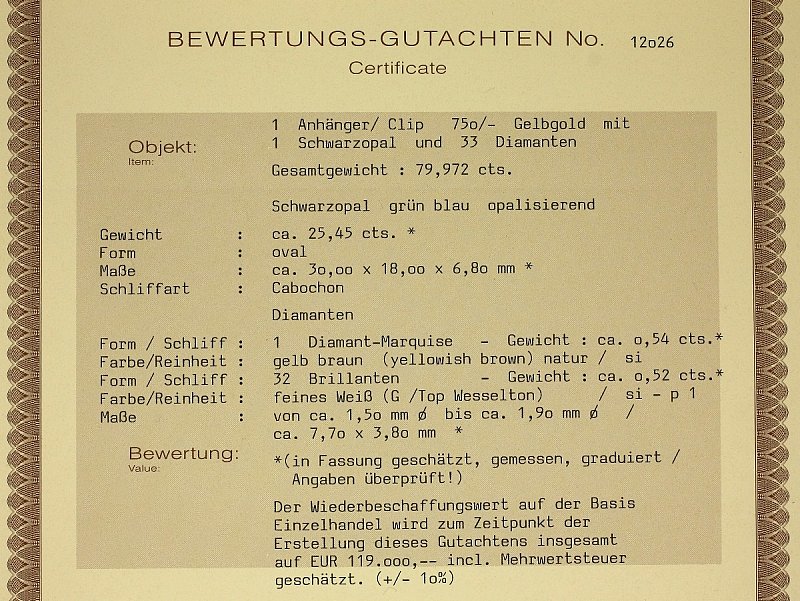 BEWERTUNGS-GUTACHTEN No. 12o26
Certificate
Objekt:
Item:
1 Anhänger/ Clip 75o/- Gelbgold mit
1 Schwarzopal und 33 Diamanten
Gesamtgewicht : 79,972 cts.
Schwarzopal grün blau opalisierend
Gewicht : ca. 25,45 cts. *
Form : oval
Maße : ca. 3o,oo x 18,oo x 6,8o mm *
Schliffart : Cabochon
Diamanten
Form / Schliff : 1 Diamant-Marquise - Gewicht : ca. o,54 cts.*
Farbe/Reinheit : gelb braun (yellowish brown) natur / si
Form / Schliff : 32 Brillanten - Gewicht : ca. o,52 cts.*
Farbe/Reinheit : feines Weiß (G /Top Wesselton) / si - p 1
Maße : von ca. 1,5o mm ø bis ca. 1,9o mm ø /
ca. 7,7o x 3,8o mm *
Bewertung:
Value:
*(in Fassung geschätzt, gemessen, graduiert /
Angaben überprüft!)
Der Wiederbeschaffungswert auf der Basis
Einzelhandel wird zum Zeitpunkt der
Erstellung dieses Gutachtens insgesamt
auf EUR 119.ooo,-- incl. Mehrwertsteuer
geschätzt. (+/- 1o%)